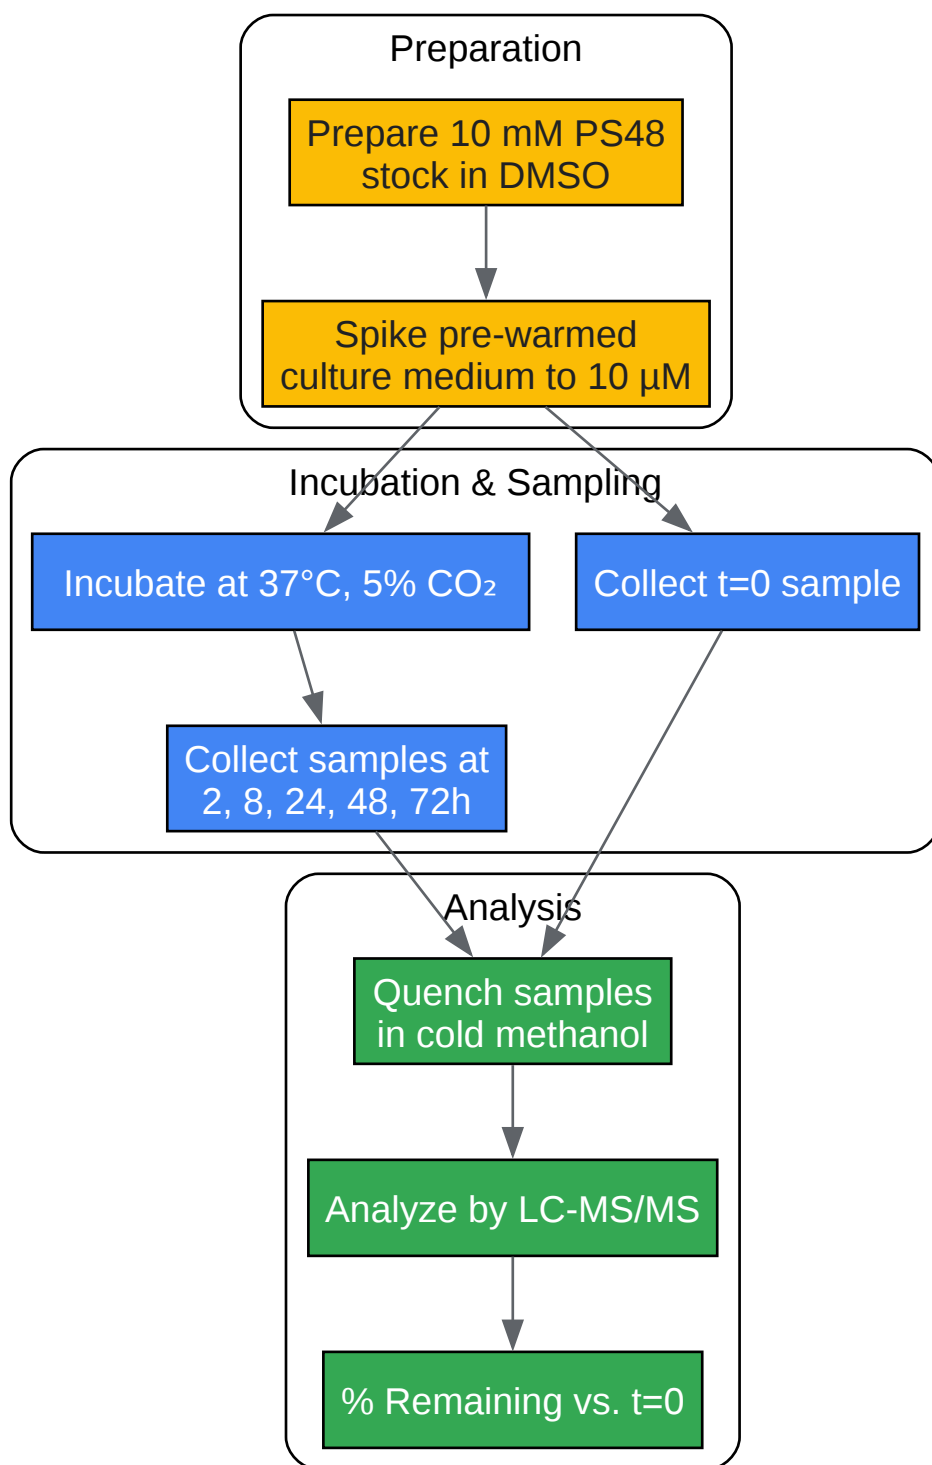 Preparation
Prepare 10 mM PS48
stock in DMSO
Spike pre-warmed
culture medium to 10 µM
Incubation & Sampling
Incubate at 37°C, 5% CO₂
Collect t=0 sample
Collect samples at
2, 8, 24, 48, 72h
Analysis
Quench samples
in cold methanol
Analyze by LC-MS/MS
% Remaining vs. t=0